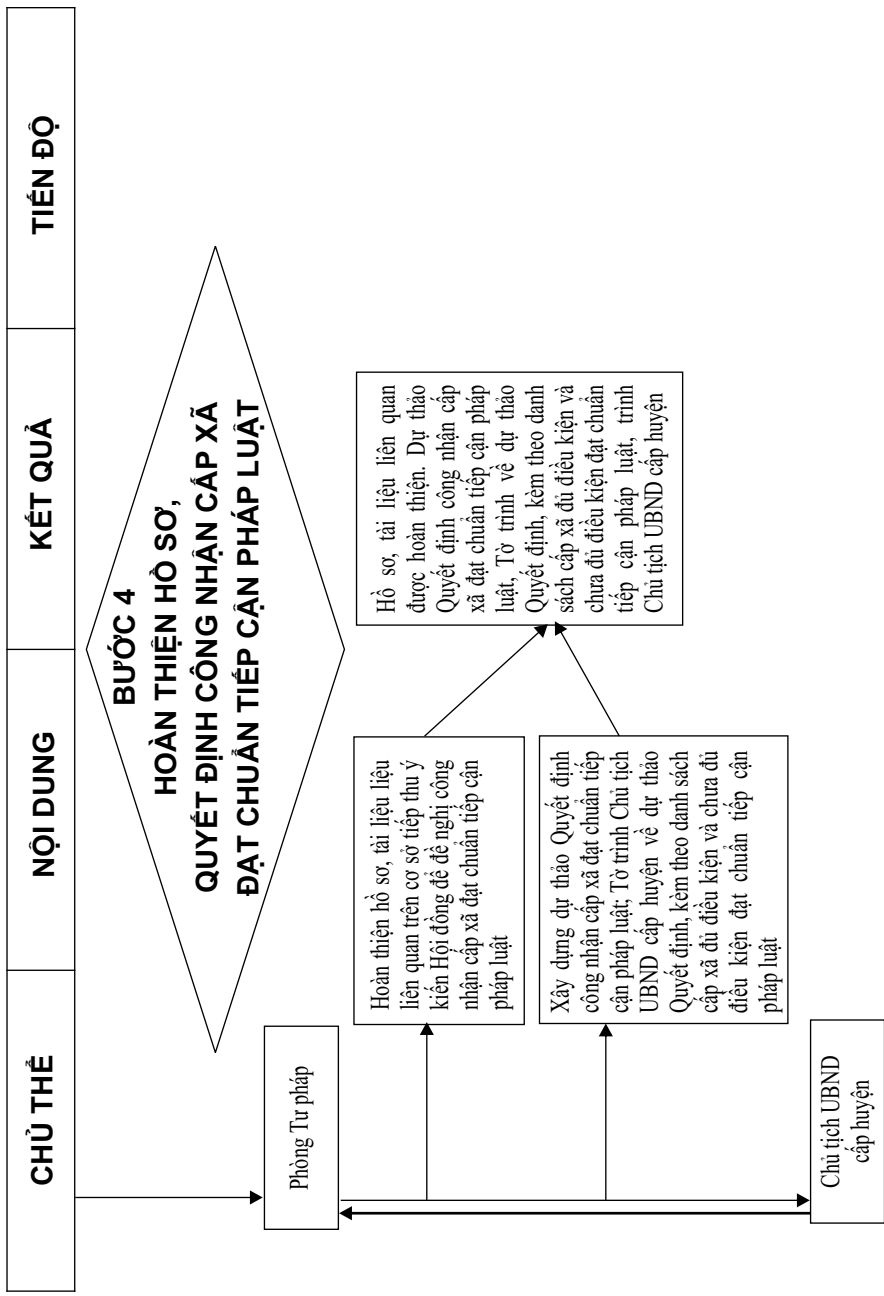 CHỦ THỂ
NỘI DUNG
KẾT QUẢ
TIẾN ĐỘ
BƯỚC 4
HOÀN THIỆN HỒ SƠ,
QUYẾT ĐỊNH CÔNG NHẬN CẤP XÃ
ĐẠT CHUẨN TIẾP CẬN PHÁP LUẬT
Phòng Tư pháp
Hoàn thiện hồ sơ, tài liệu liệu
liên quan trên cơ sở tiếp thu ý
kiến Hội đồng để đề nghị công
nhận cấp xã đạt chuẩn tiếp cận
pháp luật
Xây dựng dự thảo Quyết định
công nhận cấp xã đạt chuẩn tiếp
cận pháp luật; Tờ trình Chủ tịch
UBND cấp huyện về dự thảo
Quyết định, kèm theo danh sách
cấp xã đủ điều kiện và chưa đủ
điều kiện đạt chuẩn tiếp cận
pháp luật
Hồ sơ, tài liệu liên quan
được hoàn thiện. Dự thảo
Quyết định công nhận cấp
xã đạt chuẩn tiếp cận pháp
luật, Tờ trình về dự thảo
Quyết định, kèm theo danh
sách cấp xã đủ điều kiện và
chưa đủ điều kiện đạt chuẩn
tiếp cận pháp luật, trình
Chủ tịch UBND cấp huyện
Chủ tịch UBND
cấp huyện